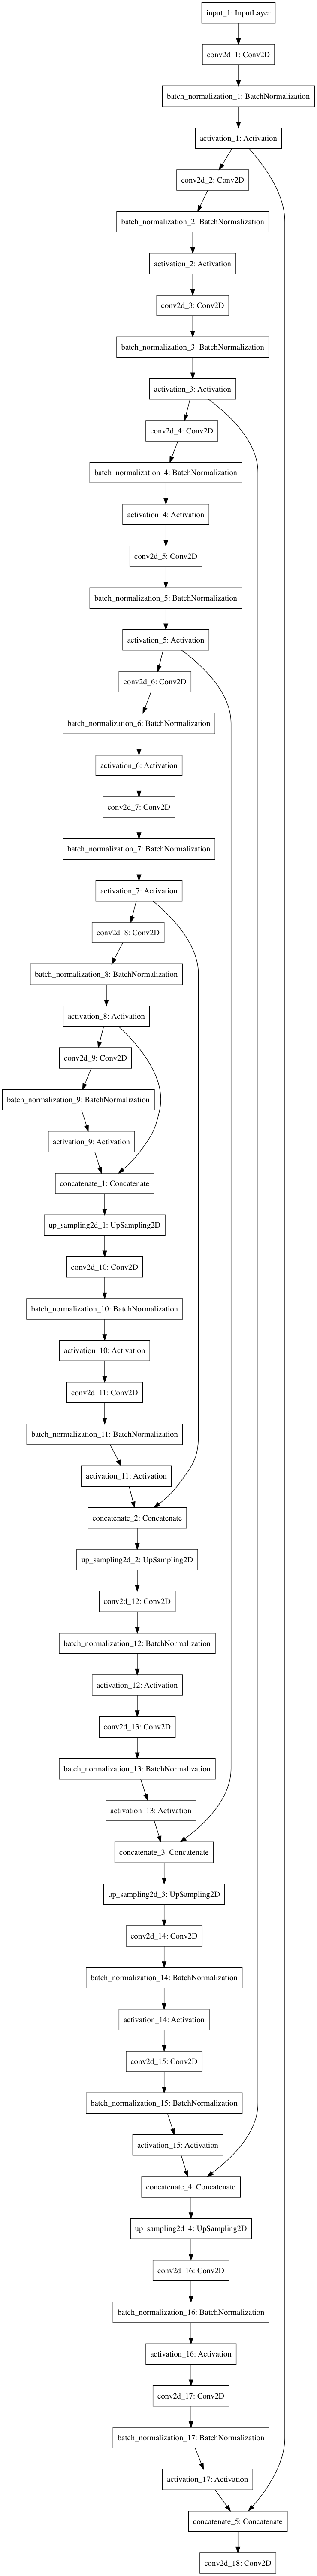 input_1: InputLayer
conv2d_1: Conv2D
batch_normalization_1: BatchNormalization
activation_1: Activation
conv2d_2: Conv2D
batch_normalization_2: BatchNormalization
activation_2: Activation
conv2d_3: Conv2D
batch_normalization_3: BatchNormalization
activation_3: Activation
conv2d_4: Conv2D
batch_normalization_4: BatchNormalization
activation_4: Activation
conv2d_5: Conv2D
batch_normalization_5: BatchNormalization
activation_5: Activation
conv2d_6: Conv2D
batch_normalization_6: BatchNormalization
activation_6: Activation
conv2d_7: Conv2D
batch_normalization_7: BatchNormalization
activation_7: Activation
conv2d_8: Conv2D
batch_normalization_8: BatchNormalization
activation_8: Activation
conv2d_9: Conv2D
batch_normalization_9: BatchNormalization
activation_9: Activation
concatenate_1: Concatenate
up_sampling2d_1: UpSampling2D
conv2d_10: Conv2D
batch_normalization_10: BatchNormalization
activation_10: Activation
conv2d_11: Conv2D
batch_normalization_11: BatchNormalization
activation_11: Activation
concatenate_2: Concatenate
up_sampling2d_2: UpSampling2D
conv2d_12: Conv2D
batch_normalization_12: BatchNormalization
activation_12: Activation
conv2d_13: Conv2D
batch_normalization_13: BatchNormalization
activation_13: Activation
concatenate_3: Concatenate
up_sampling2d_3: UpSampling2D
conv2d_14: Conv2D
batch_normalization_14: BatchNormalization
activation_14: Activation
conv2d_15: Conv2D
batch_normalization_15: BatchNormalization
activation_15: Activation
concatenate_4: Concatenate
up_sampling2d_4: UpSampling2D
conv2d_16: Conv2D
batch_normalization_16: BatchNormalization
activation_16: Activation
conv2d_17: Conv2D
batch_normalization_17: BatchNormalization
activation_17: Activation
concatenate_5: Concatenate
conv2d_18: Conv2D